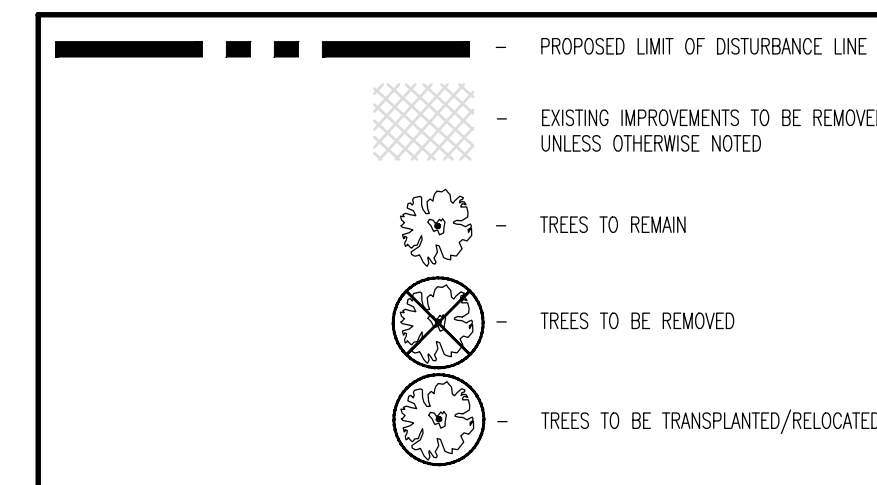 - PROPOSED LIMIT OF DISTURBANCE LINE
- EXISTING IMPROVEMENTS TO BE REMOVED
UNLESS OTHERWISE NOTED
- TREES TO REMAIN
- TREES TO BE REMOVED
- TREES TO BE TRANSPLANTED/RELOCATED